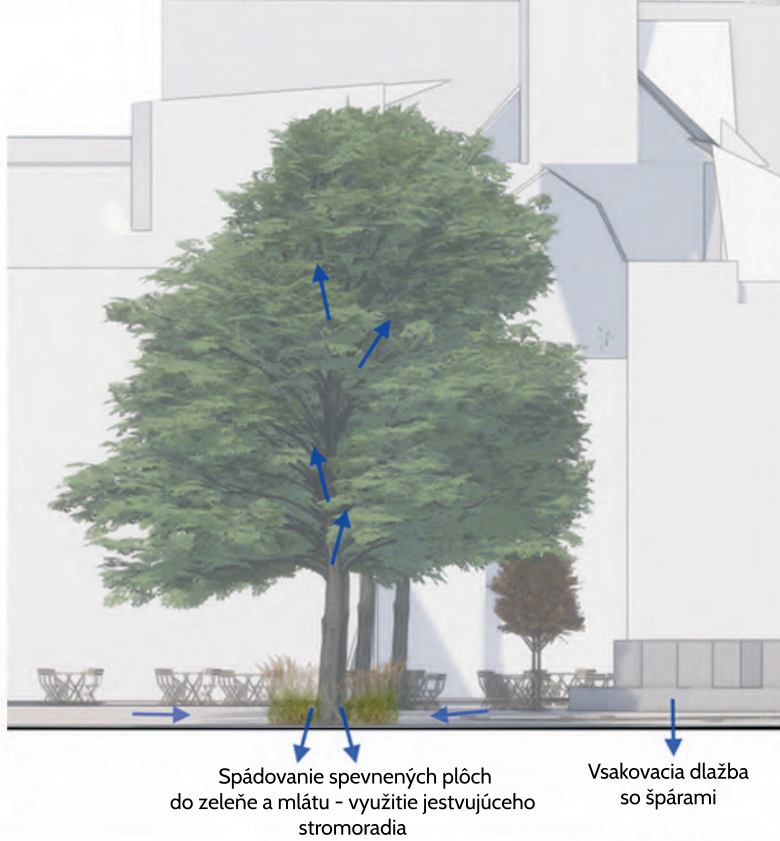 Spádovanie spevnených plôch
do zeleňe a mlátu - využitie jestvujúceho
stromoradia
Vsakovacia dlažba
so špárami